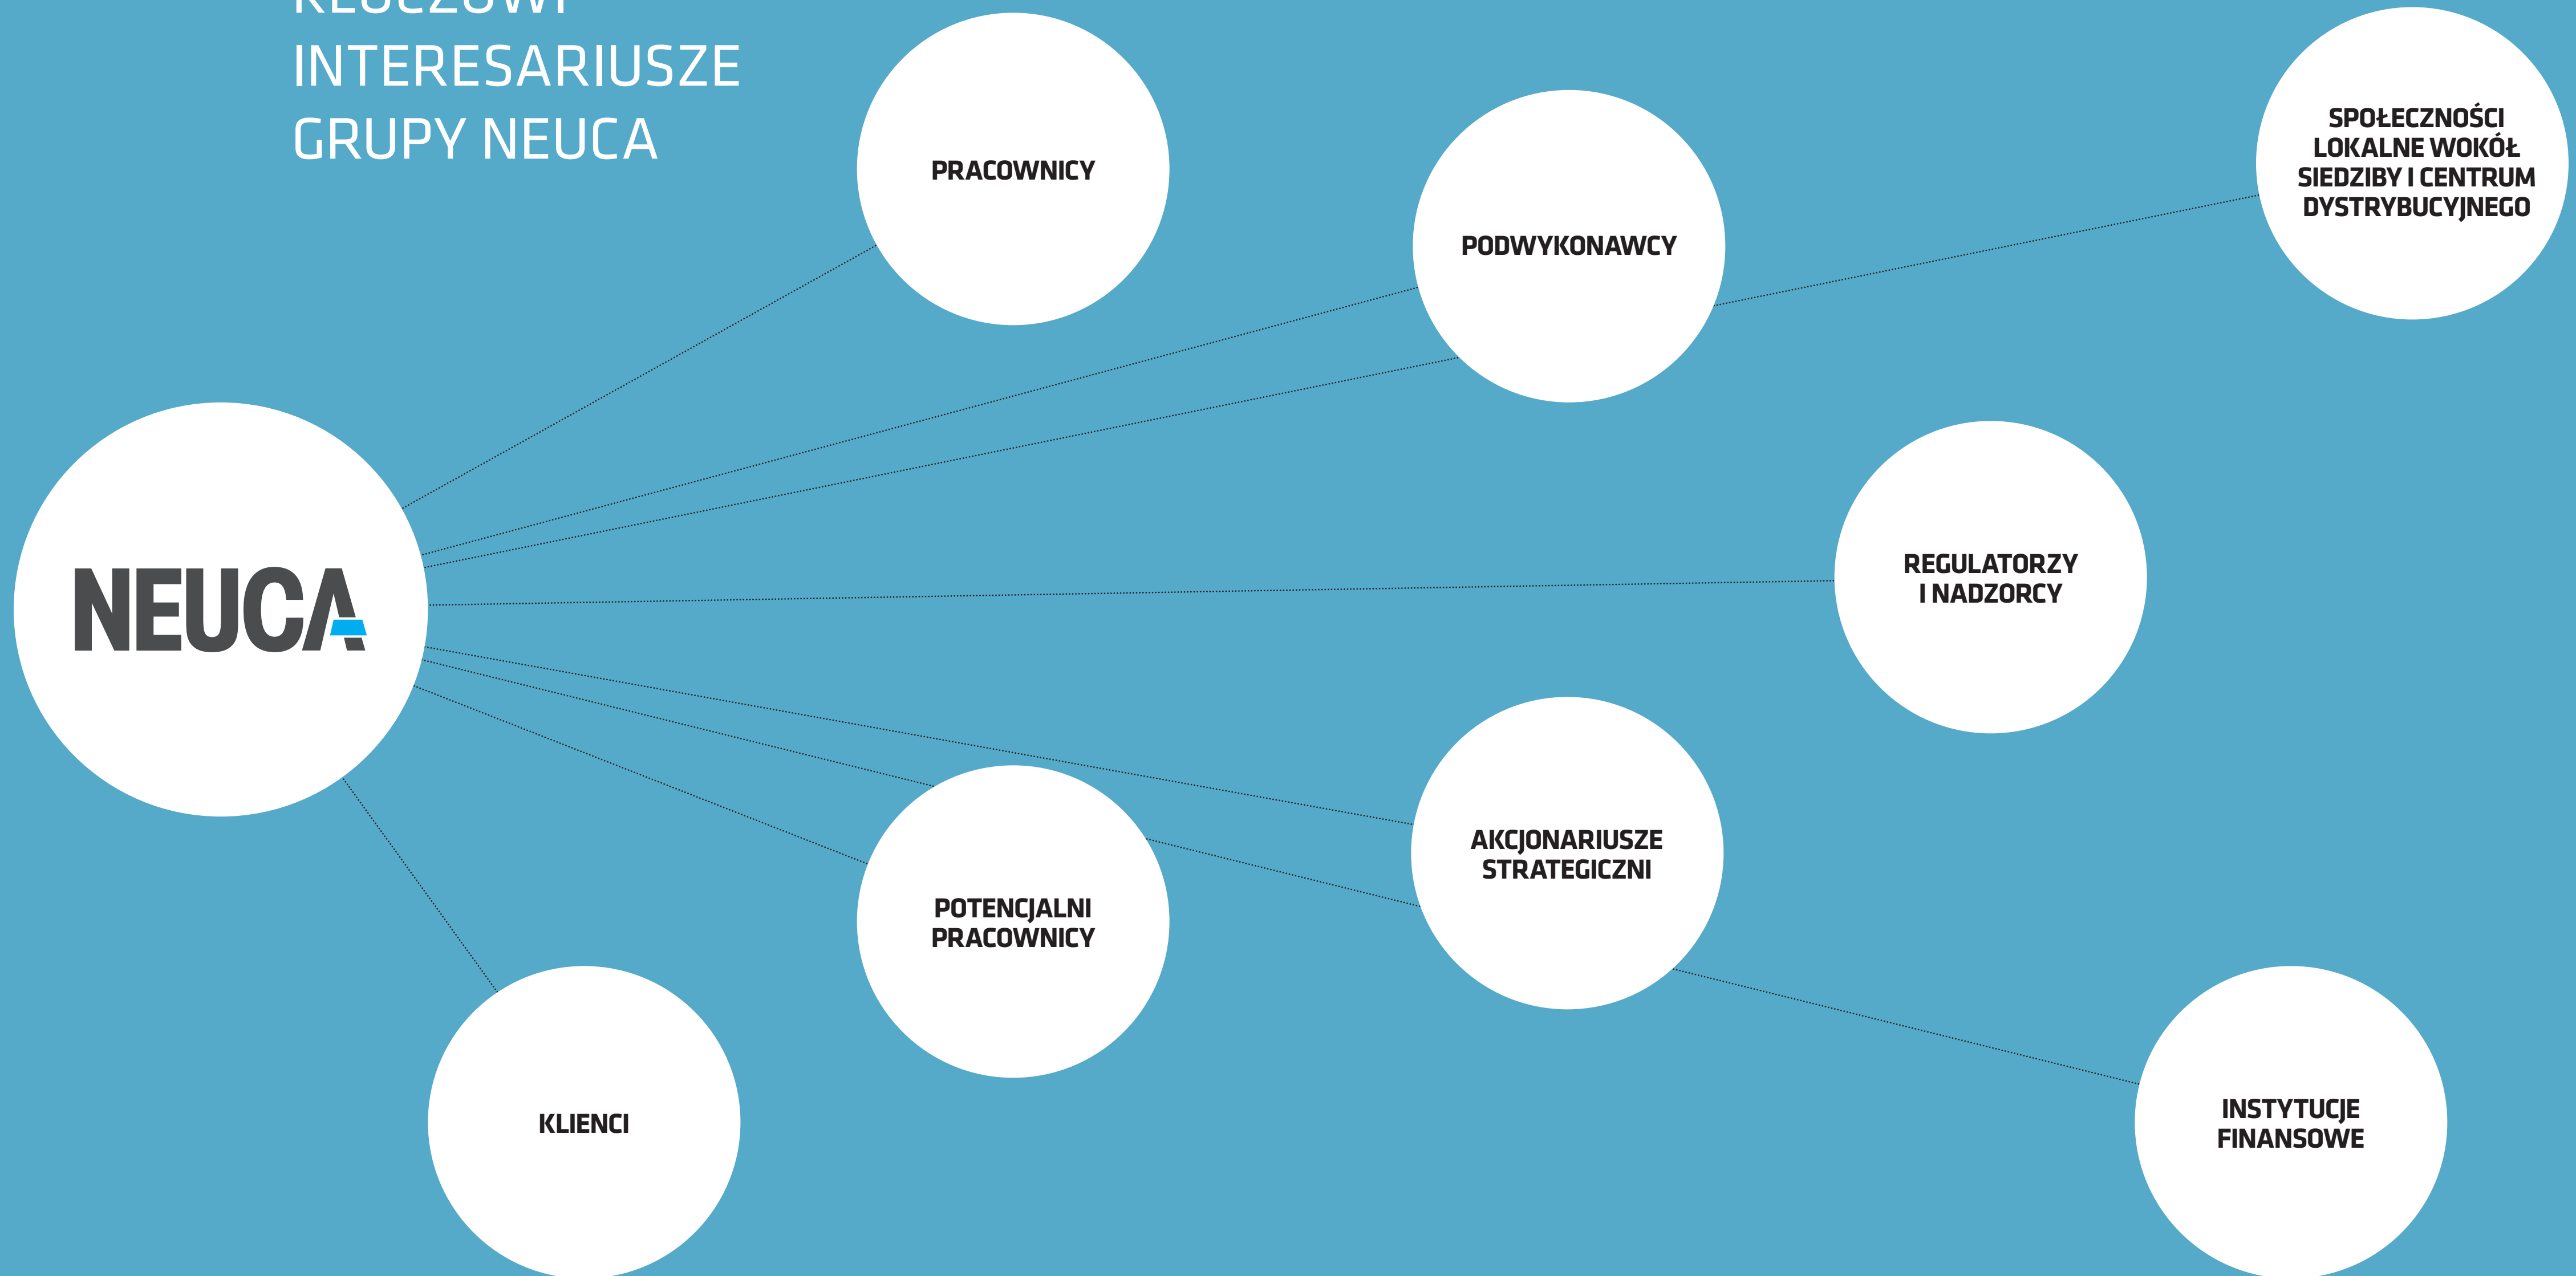 KLUCZOWI
INTERESARIUSZE
GRUPY NEUCA
PRACOWNICY
PODWYKONAWCY
SPOŁECZNOŚCI
LOKALNE WOKÓŁ
SIEDZIBY I CENTRUM
DYSTRYBUCYJNEGO
NEUCA
REGULATORZY
I NADZORCY
AKCJONARIUSZE
STRATEGICZNI
POTENCJALNI
PRACOWNICY
KLIENCI
INSTYTUCJE
FINANSOWE